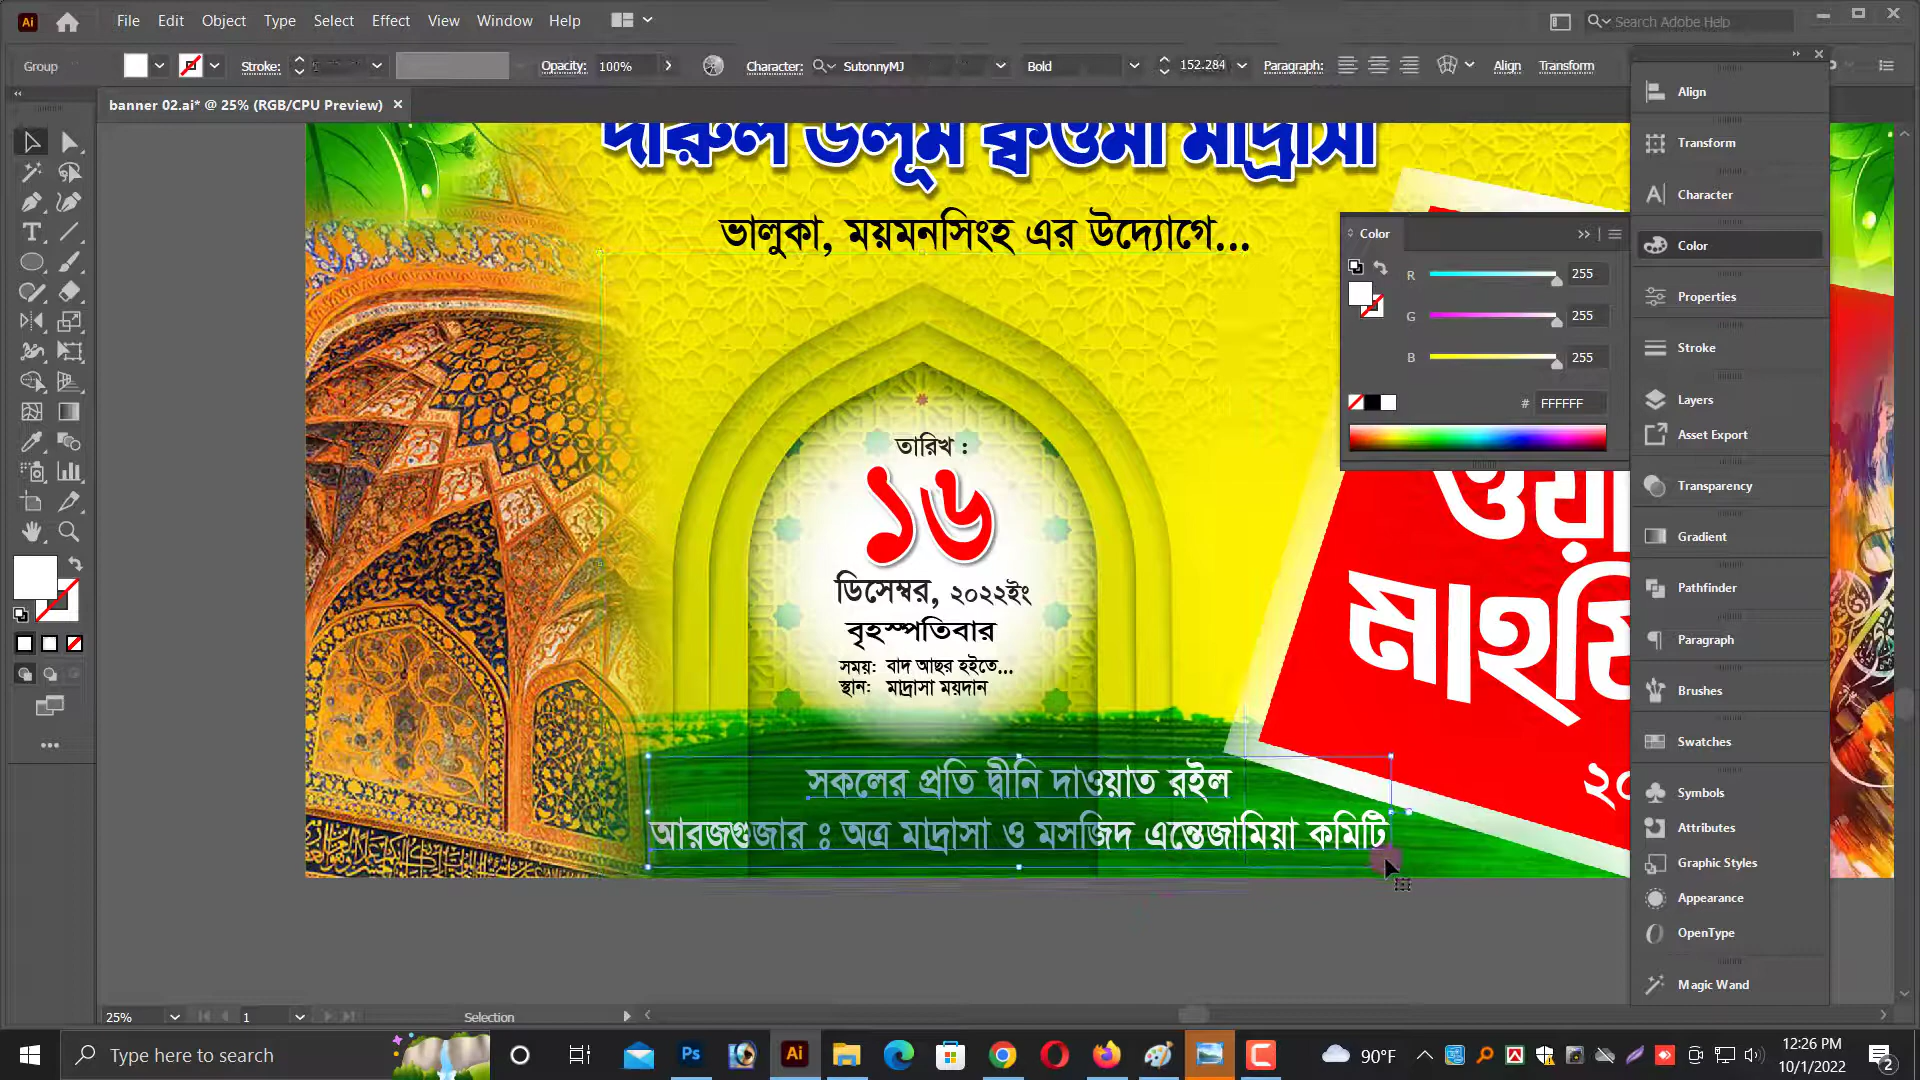 File Edit Object Type Select Effect View Window Help
Search Adobe Help
Group
Stroke:
Opacity: 100%
Character: SutonnyMJ
Bold
152.284
Paragraph:
Align
Transform
banner 02.ai* @ 25% (RGB/CPU Preview)
দারুল উলূম ক্বওমী মাদ্রাসা
ভালুকা, ময়মনসিংহ এর উদ্যোগে...
তারিখ :
১৬
ডিসেম্বর, ২০২২ইং
বৃহস্পতিবার
সময়: বাদ আছর হইতে...
স্থান: মাদ্রাসা ময়দান
সকলের প্রতি দ্বীনি দাওয়াত রইল
আরজগুজার ঃ অত্র মাদ্রাসা ও মসজিদ এন্তেজামিয়া কমিটি
Color
R 255
G 255
B 255
# FFFFFF
Align
Transform
Character
Color
Properties
Stroke
Layers
Asset Export
Transparency
Gradient
Pathfinder
Paragraph
Brushes
Swatches
Symbols
Attributes
Graphic Styles
Appearance
OpenType
Magic Wand
25%
1
Selection
Type here to search
90°F
12:26 PM
10/1/2022
2